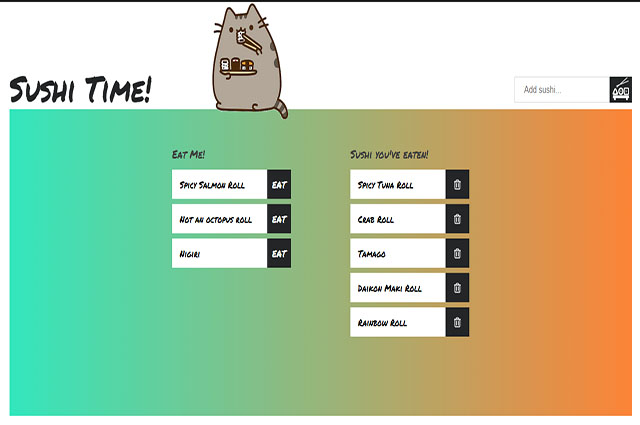 Sushi Time!
Add sushi...
Eat Me!
Spicy Salmon Roll EAT
Not an octopus roll EAT
Nigiri EAT
Sushi you've eaten!
Spicy Tuna Roll
Crab Roll
Tamago
Daikon Maki Roll
Rainbow Roll